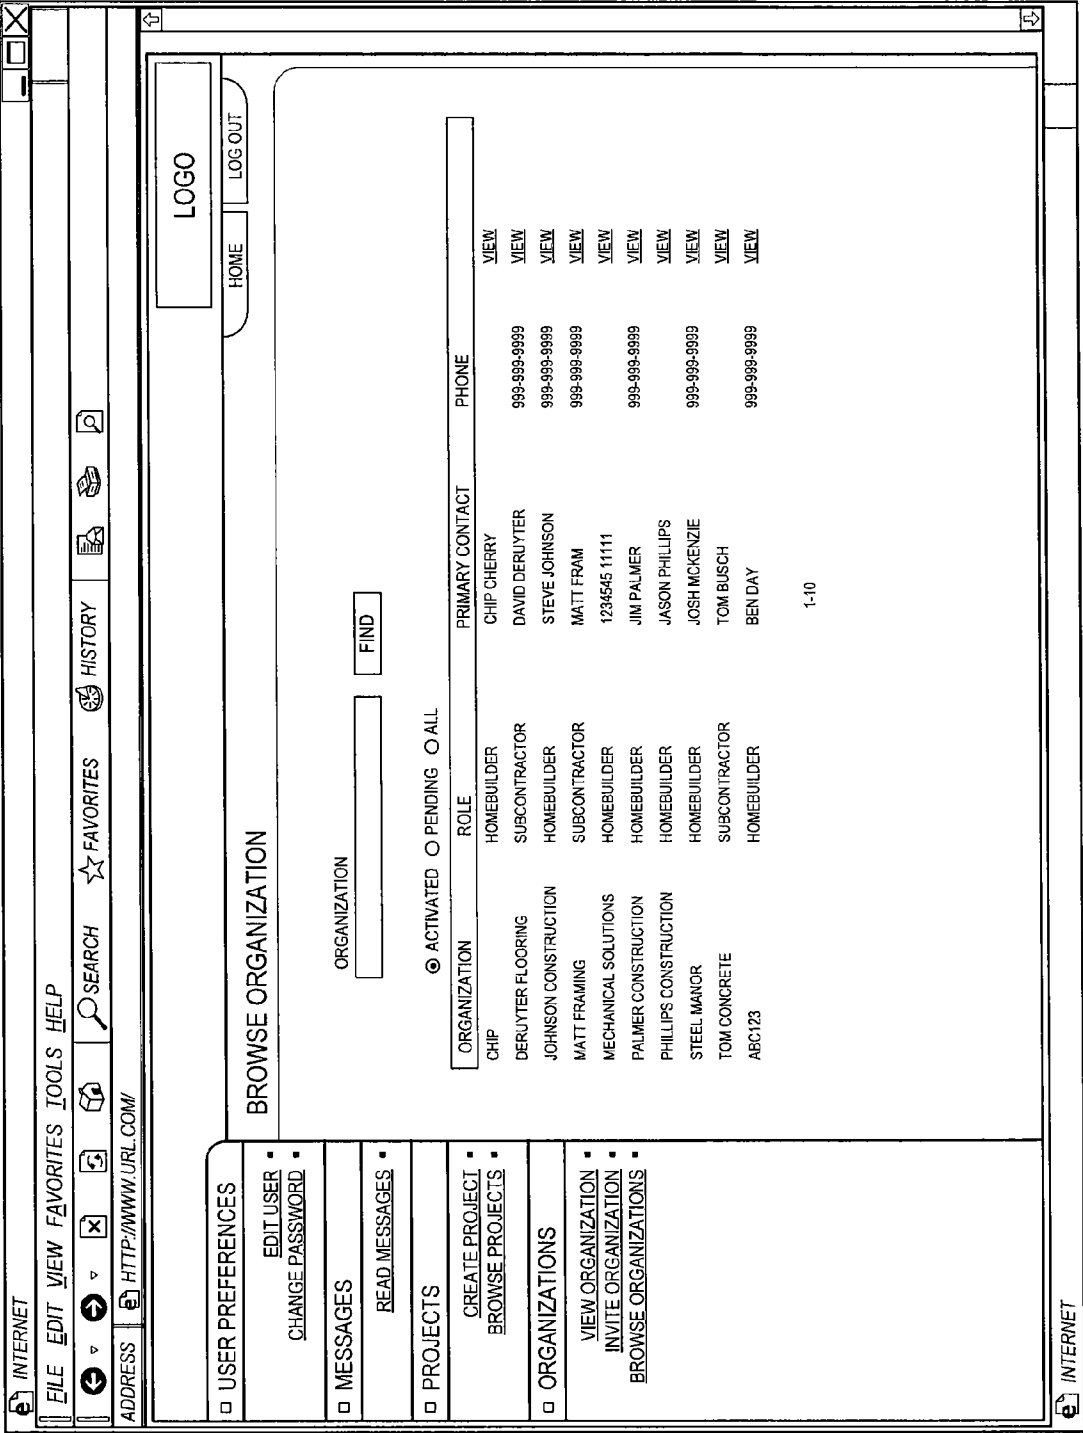 INTERNET
FILE EDIT VIEW FAVORITES TOOLS HELP
SEARCH FAVORITES HISTORY
ADDRESS HTTP://WWW.URL.COM/
LOGO
HOME LOG OUT
USER PREFERENCES
EDIT USER
CHANGE PASSWORD
MESSAGES
READ MESSAGES
PROJECTS
CREATE PROJECT
BROWSE PROJECTS
ORGANIZATIONS
VIEW ORGANIZATION
INVITE ORGANIZATION
BROWSE ORGANIZATIONS
BROWSE ORGANIZATION
ORGANIZATION
FIND
ACTIVATED PENDING ALL
ORGANIZATION ROLE PRIMARY CONTACT PHONE
CHIP HOMEBUILDER CHIP CHERRY VIEW
DERUYTER FLOORING SUBCONTRACTOR DAVID DERUYTER 999-999-9999 VIEW
JOHNSON CONSTRUCTION HOMEBUILDER STEVE JOHNSON 999-999-9999 VIEW
MATT FRAMING SUBCONTRACTOR MATT FRAM 999-999-9999 VIEW
MECHANICAL SOLUTIONS HOMEBUILDER 1234545 11111 VIEW
PALMER CONSTRUCTION HOMEBUILDER JIM PALMER 999-999-9999 VIEW
PHILLIPS CONSTRUCTION HOMEBUILDER JASON PHILLIPS VIEW
STEEL MANOR HOMEBUILDER JOSH MCKENZIE 999-999-9999 VIEW
TOM CONCRETE SUBCONTRACTOR TOM BUSCH VIEW
ABC123 HOMEBUILDER BEN DAY 999-999-9999 VIEW
1-10
INTERNET